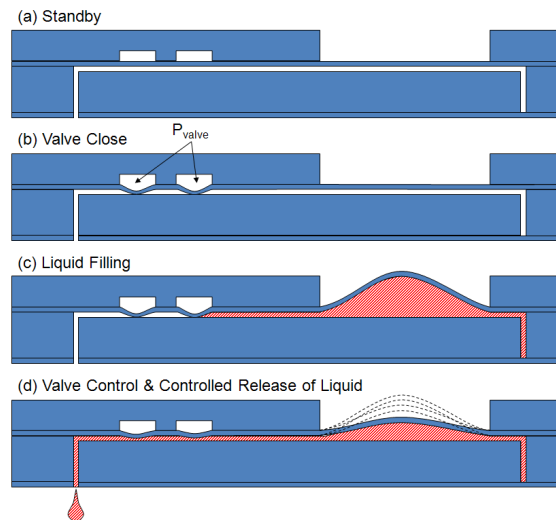 (a) Standby
(b) Valve Close
Pvalve
(c) Liquid Filling
(d) Valve Control & Controlled Release of Liquid